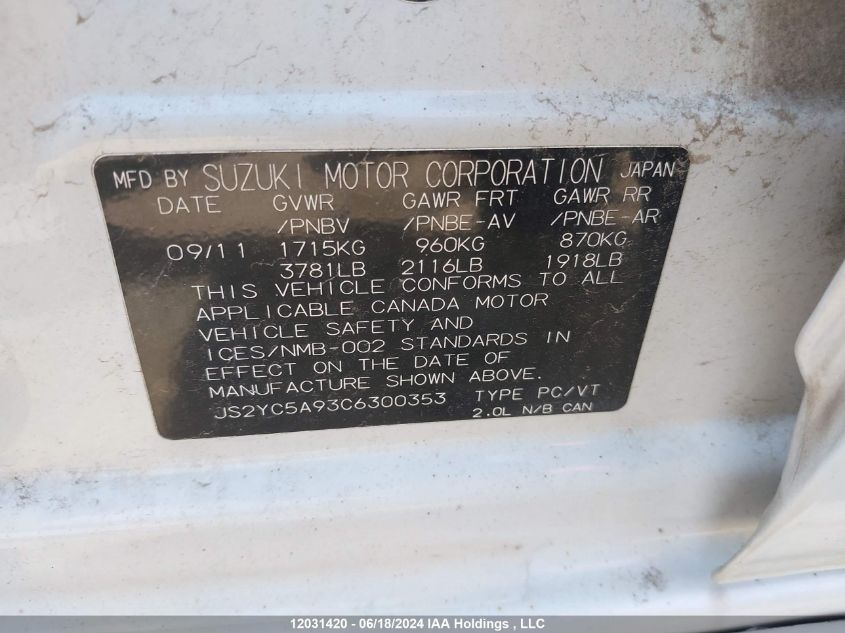 MFD BY SUZUKI MOTOR CORPORATION JAPAN
DATE GVWR GAWR FRT GAWR RR
/PNBV /PNBE-AV /PNBE-AR
09/11 1715KG 960KG 870KG
3781LB 2116LB 1918LB
THIS VEHICLE CONFORMS TO ALL
APPLICABLE CANADA MOTOR
VEHICLE SAFETY AND
ICES/NMB-002 STANDARDS IN
EFFECT ON THE DATE OF
MANUFACTURE SHOWN ABOVE.
JS2YC5A93C6300353 TYPE PC/VT
2.0L N/B CAN
12031420 - 06/18/2024 IAA Holdings , LLC